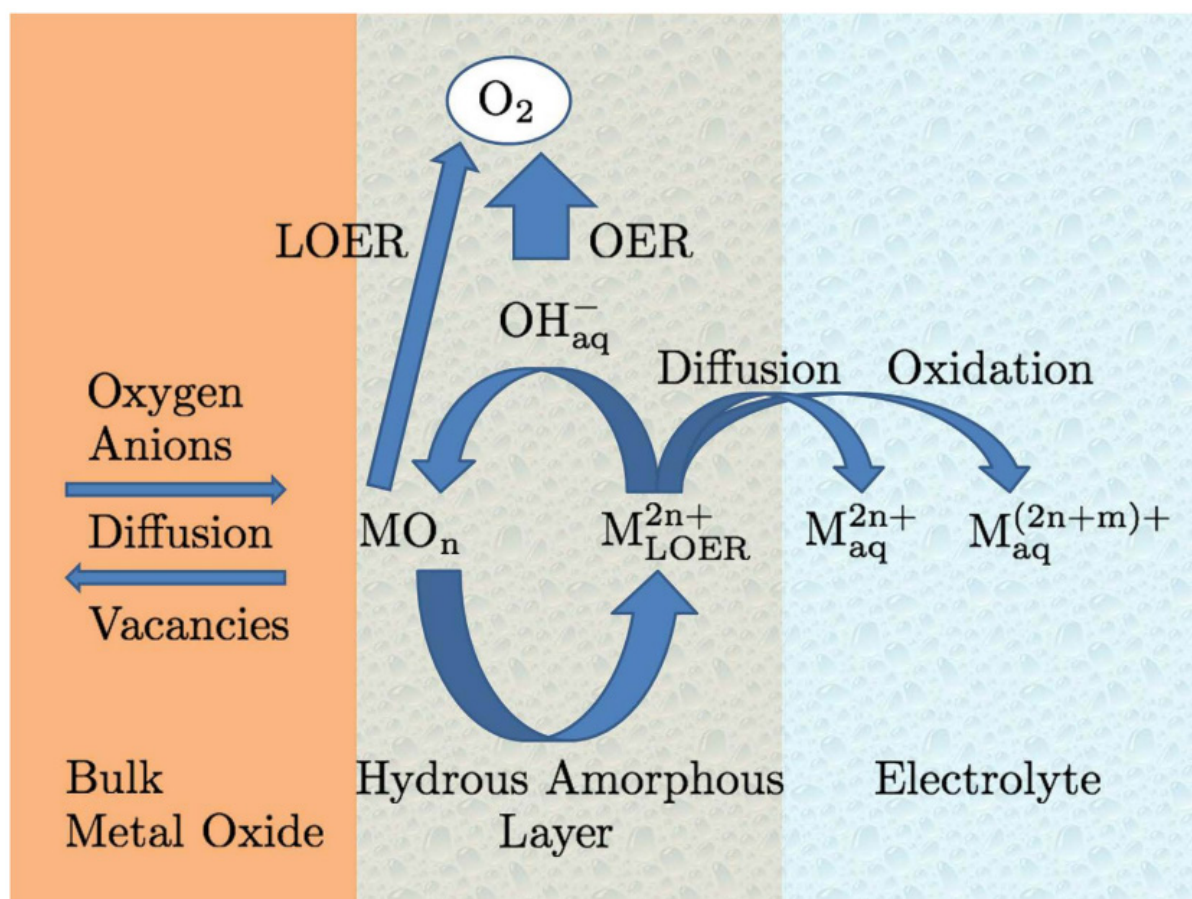 O₂
LOER
OER
OH⁻aq
Diffusion
Oxidation
Oxygen
Anions
Diffusion
Vacancies
MOₙ
M²ⁿ⁺LOER
M²ⁿ⁺aq
M⁽²ⁿ⁺ᵐ⁾⁺aq
Bulk
Metal Oxide
Hydrous Amorphous
Layer
Electrolyte